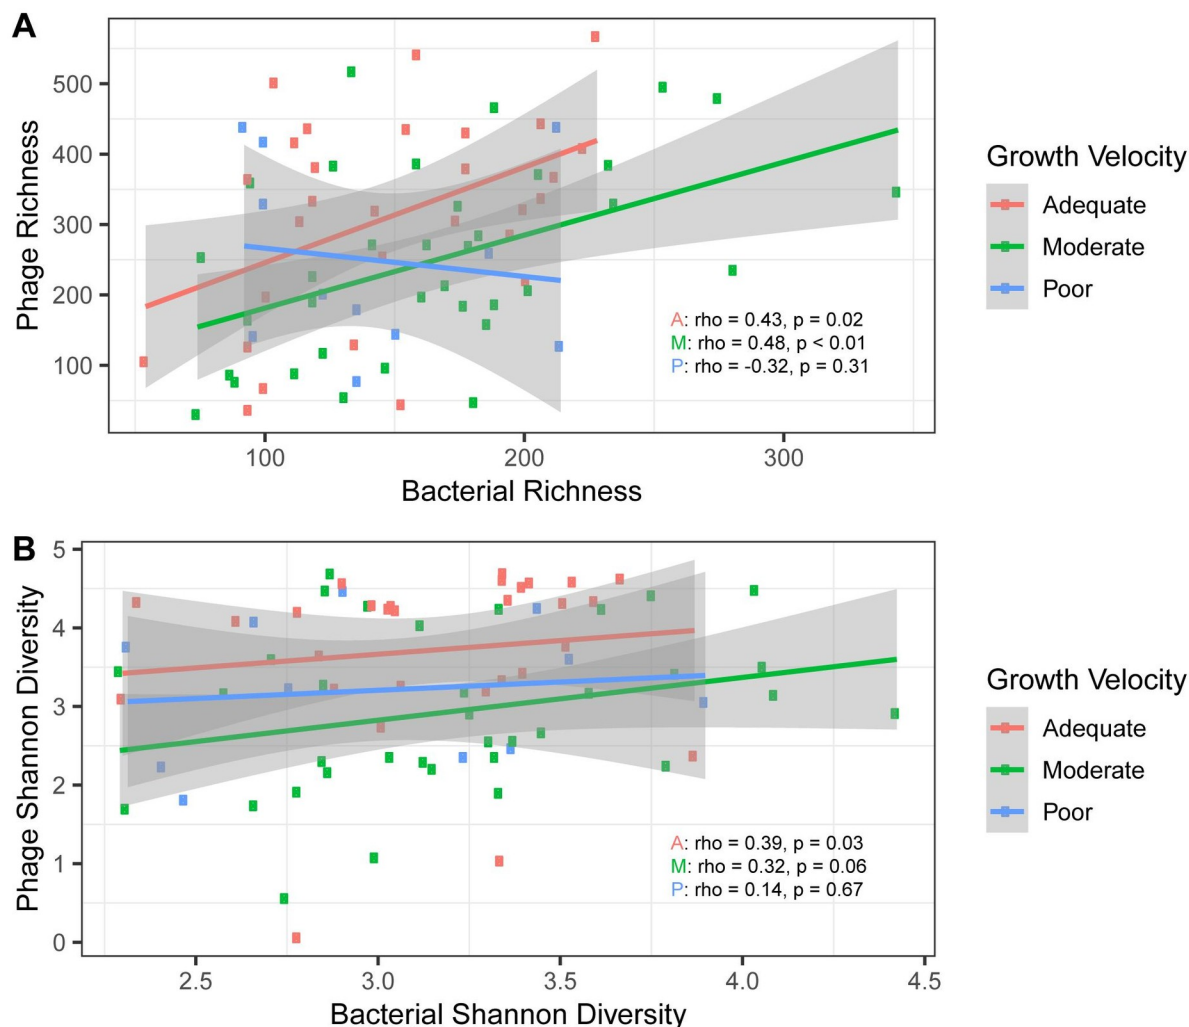 A
Phage Richness
500
400
300
200
100
A: rho = 0.43, p = 0.02
M: rho = 0.48, p < 0.01
P: rho = -0.32, p = 0.31
100
200
300
Bacterial Richness
Growth Velocity
Adequate
Moderate
Poor
B
Phage Shannon Diversity
5
4
3
2
1
0
A: rho = 0.39, p = 0.03
M: rho = 0.32, p = 0.06
P: rho = 0.14, p = 0.67
2.5
3.0
3.5
4.0
4.5
Bacterial Shannon Diversity
Growth Velocity
Adequate
Moderate
Poor